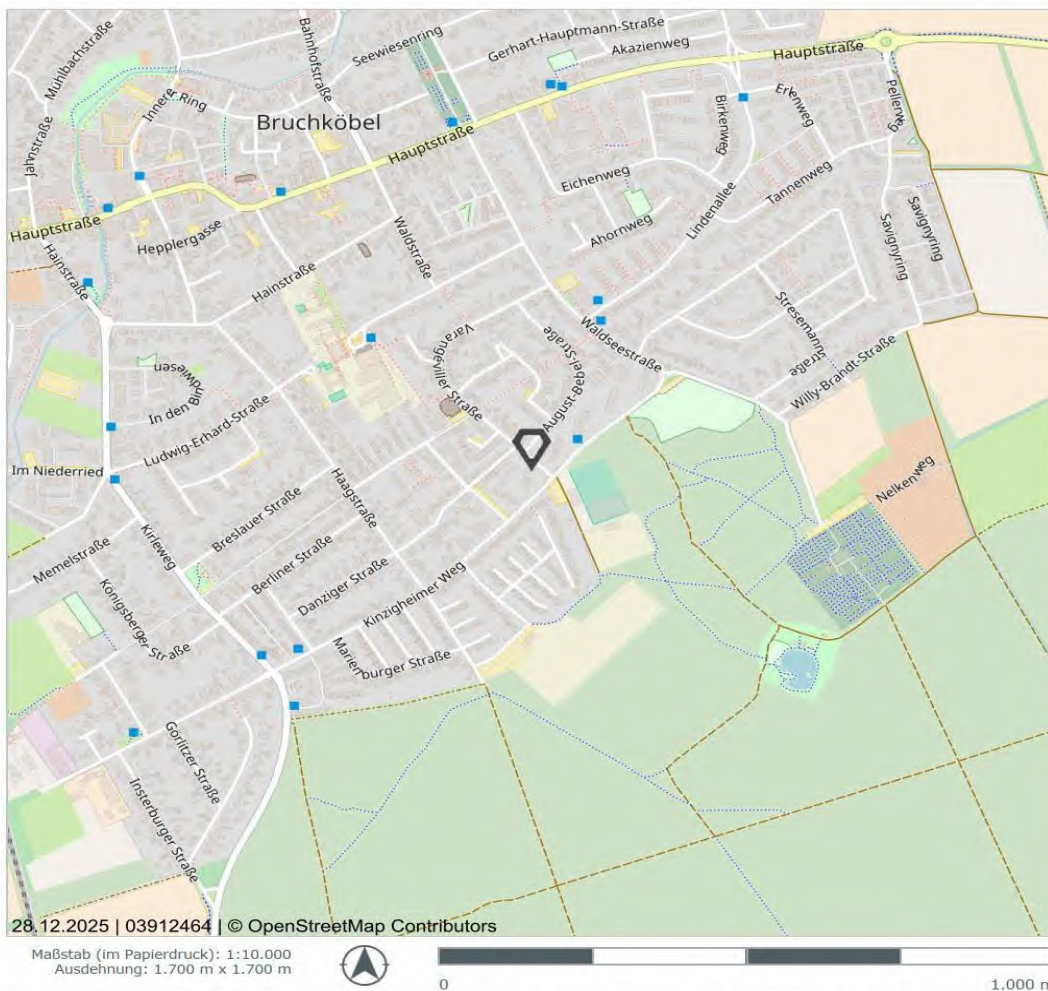 Gerhart-Hauptmann-Straße
Akazienweg
Hauptstraße
Seewiesenring
Bahnhofstraße
Mühlbachstraße
Innerer Ring
Bruchköbel
Jahnstraße
Hauptstraße
Birkenweg
Erlenweg
Pellerweg
Eichenweg
Tannenweg
Lindenallee
Ahornweg
Savignyring
Savignyring
Hauptstraße
Hepplergasse
Waldstraße
Hainstraße
Hainstraße
Varangéviller Straße
August-Bebel-Straße
Waldseestraße
Stresemannstraße
Willy-Brandt-Straße
In den Bindwiesen
Ludwig-Erhard-Straße
Im Niederried
Haagstraße
Nelkenweg
Breslauer Straße
Kirleweg
Memelstraße
Berliner Straße
Danziger Straße
Kinzigheimer Weg
Königsberger Straße
Marienburger Straße
Görlitzer Straße
Insterburger Straße
28.12.2025 | 03912464 | © OpenStreetMap Contributors
Maßstab (im Papierdruck): 1:10.000
Ausdehnung: 1.700 m x 1.700 m
0
1.000 m